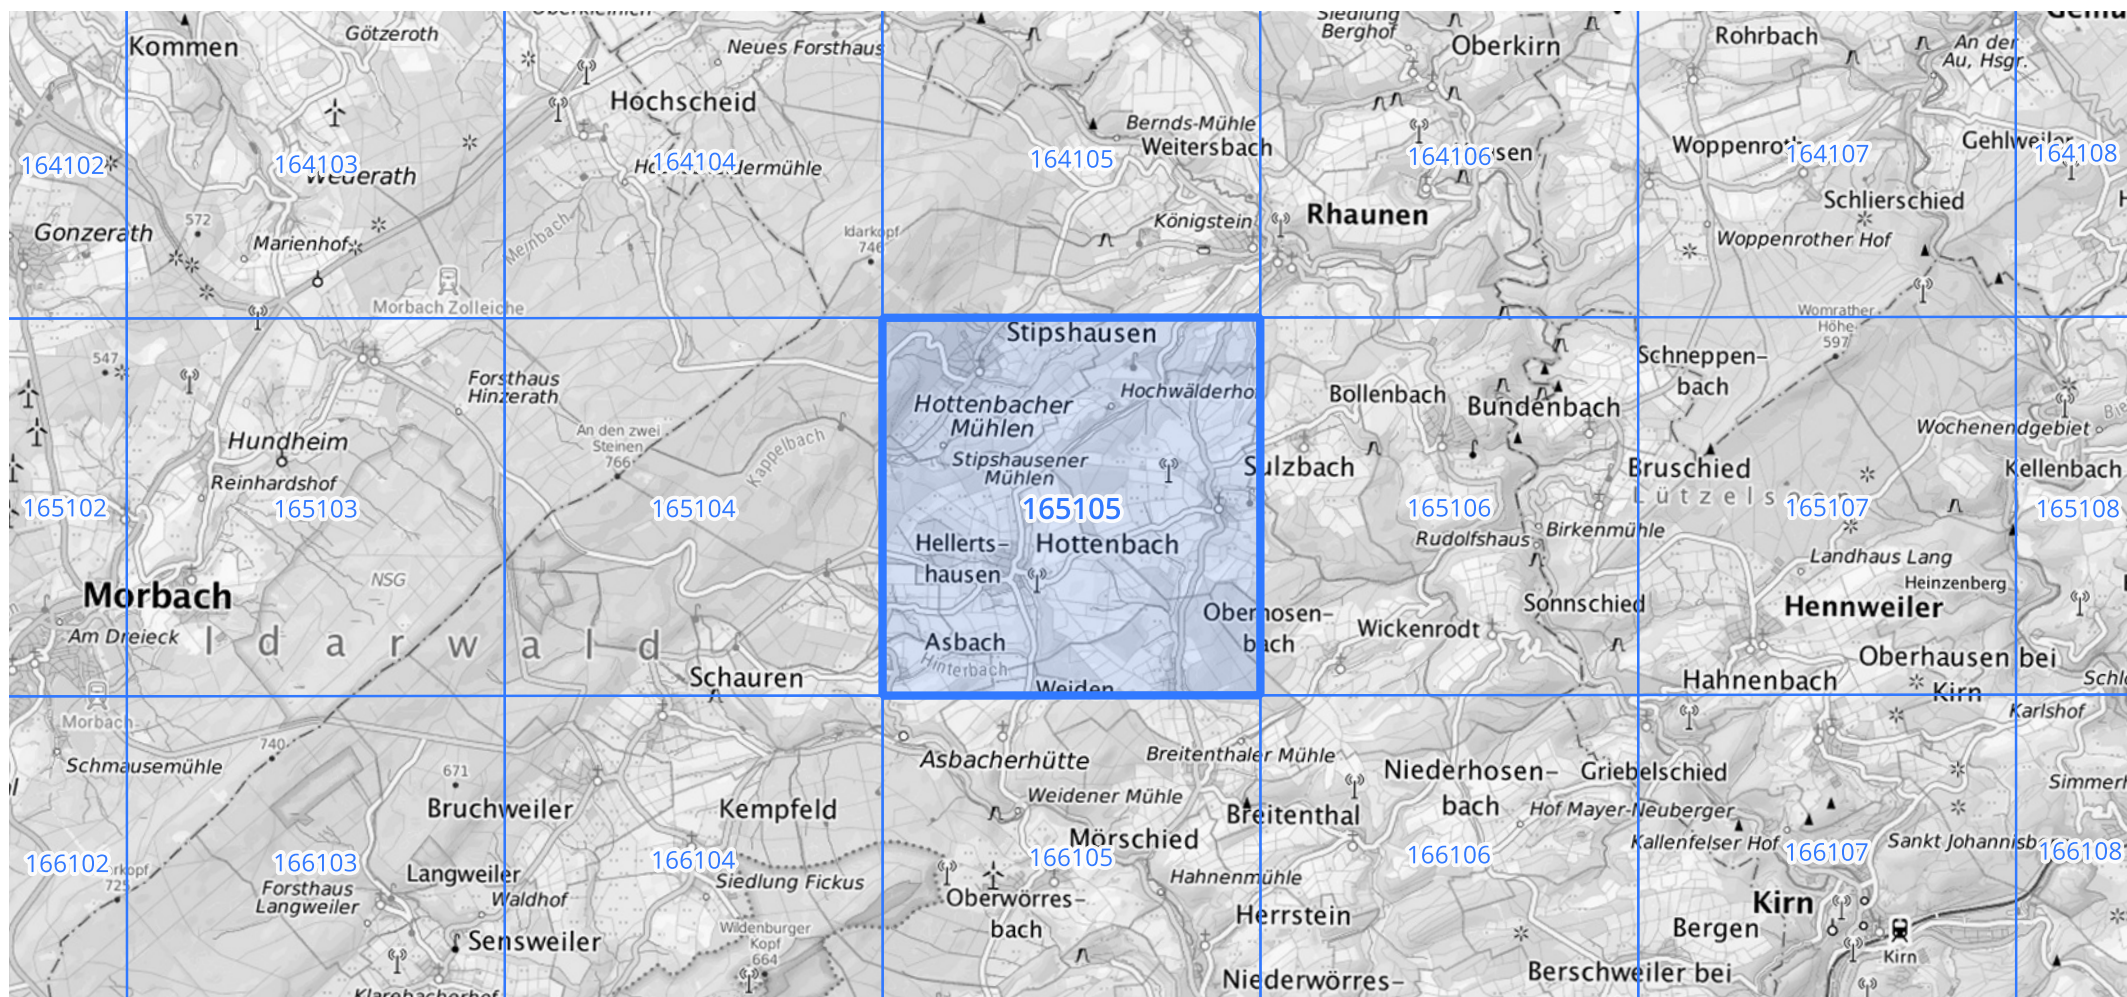 Kommen
Götzeroth
Neues Forsthaus
Siedlung
Berghof
Oberkirn
Rohrbach
An der
Au, Hsgr.
Hochscheid
Bernds-Mühle
Weitersbach
Woppenroth
Gehlweiler
164102
164103
164104
164105
164106
164107
164108
Wederath
Schlierschied
572
Gonzerath
Marienhof
Meinbach
Idarkopf
746
Königstein
Rhaunen
Woppenrother Hof
Morbach Zolleiche
Womrather
Höhe
597
Stipshausen
547
Forsthaus
Hinzerath
Hochwälderhof
Hottenbacher
Mühlen
Bollenbach
Bundenbach
Schneppen-
bach
Hundheim
Reinhardshof
An den zwei
Steinen
766
Kappelbach
Stipshausener
Mühlen
Sulzbach
Bruschied
Wochenendgebiet
Kellenbach
165102
165103
165104
165105
165106
165107
165108
Hellerts-
hausen
Hottenbach
Rudolfshaus
Birkenmühle
Landhaus Lang
Heinzenberg
Morbach
NSG
Am Dreieck
Idarwald
Asbach
Hinterbach
Oberhosen-
bach
Wickenrodt
Sonnschied
Hennweiler
Schauren
Weiden
Hahnenbach
Oberhausen bei
Kirn
Karlshof
Morbach
740
Schmausemühle
671
Bruchweiler
Kempfeld
Asbacherhütte
Breitenthaler Mühle
Weidener Mühle
Mörschied
Breitenthal
Niederhosen-
bach
Griebelschied
Hof Mayer-Neuberger
Kallenfelser Hof
166102
166103
166104
166105
166106
166107
166108
725
Forsthaus
Langweiler
Langweiler
Waldhof
Sensweiler
Siedlung Fickus
Wildenburger
Kopf
664
Oberwörres-
bach
Hahnenmühle
Herrstein
Kirn
Bergen
Kirn
Niederwörres-
Berschweiler bei